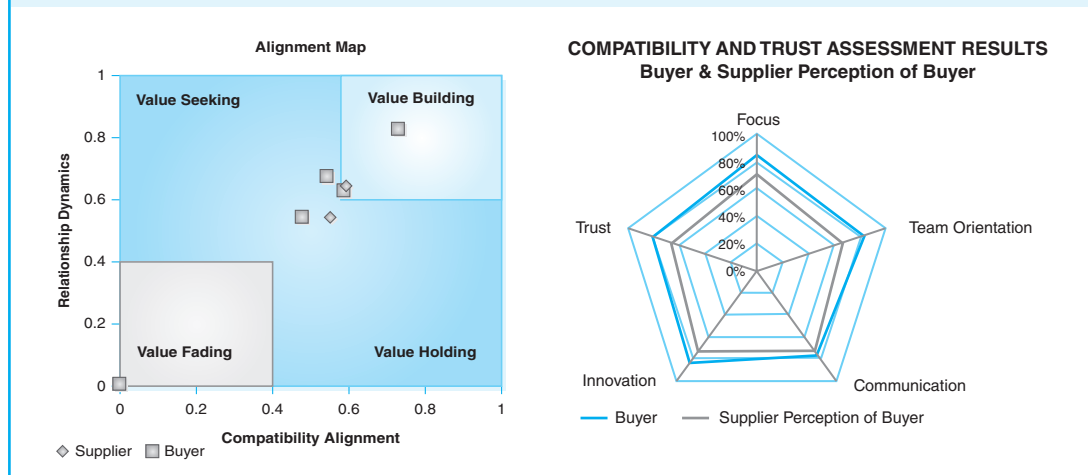 Alignment Map
1
Value Seeking
Value Building
0.8
0.6
0.4
0.2
0
Relationship Dynamics
Value Fading
Value Holding
0
0.2
0.4
0.6
0.8
1
Compatibility Alignment
Supplier
Buyer
COMPATIBILITY AND TRUST ASSESSMENT RESULTS
Buyer & Supplier Perception of Buyer
Focus
100%
80%
60%
40%
20%
0%
Trust
Team Orientation
Innovation
Communication
Buyer
Supplier Perception of Buyer